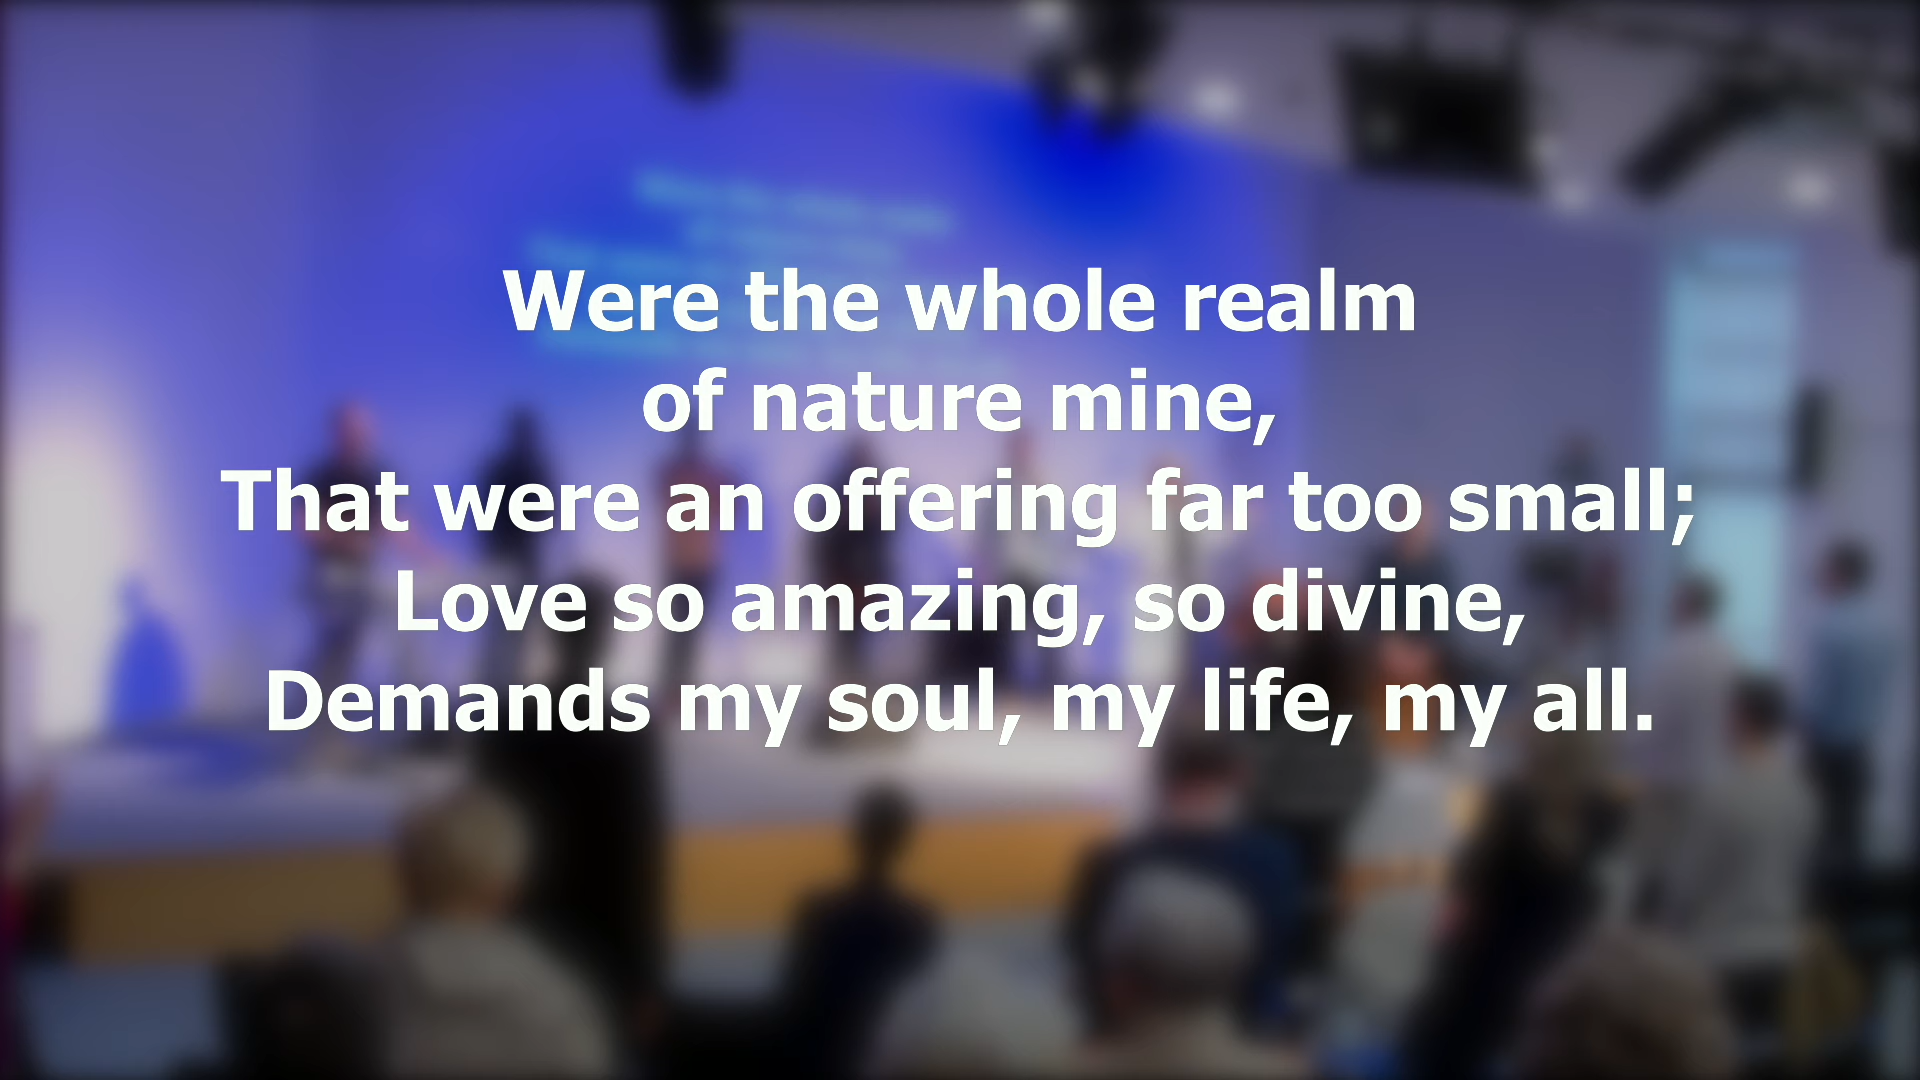 Were the whole realm
of nature mine,
That were an offering far too small;
Love so amazing, so divine,
Demands my soul, my life, my all.